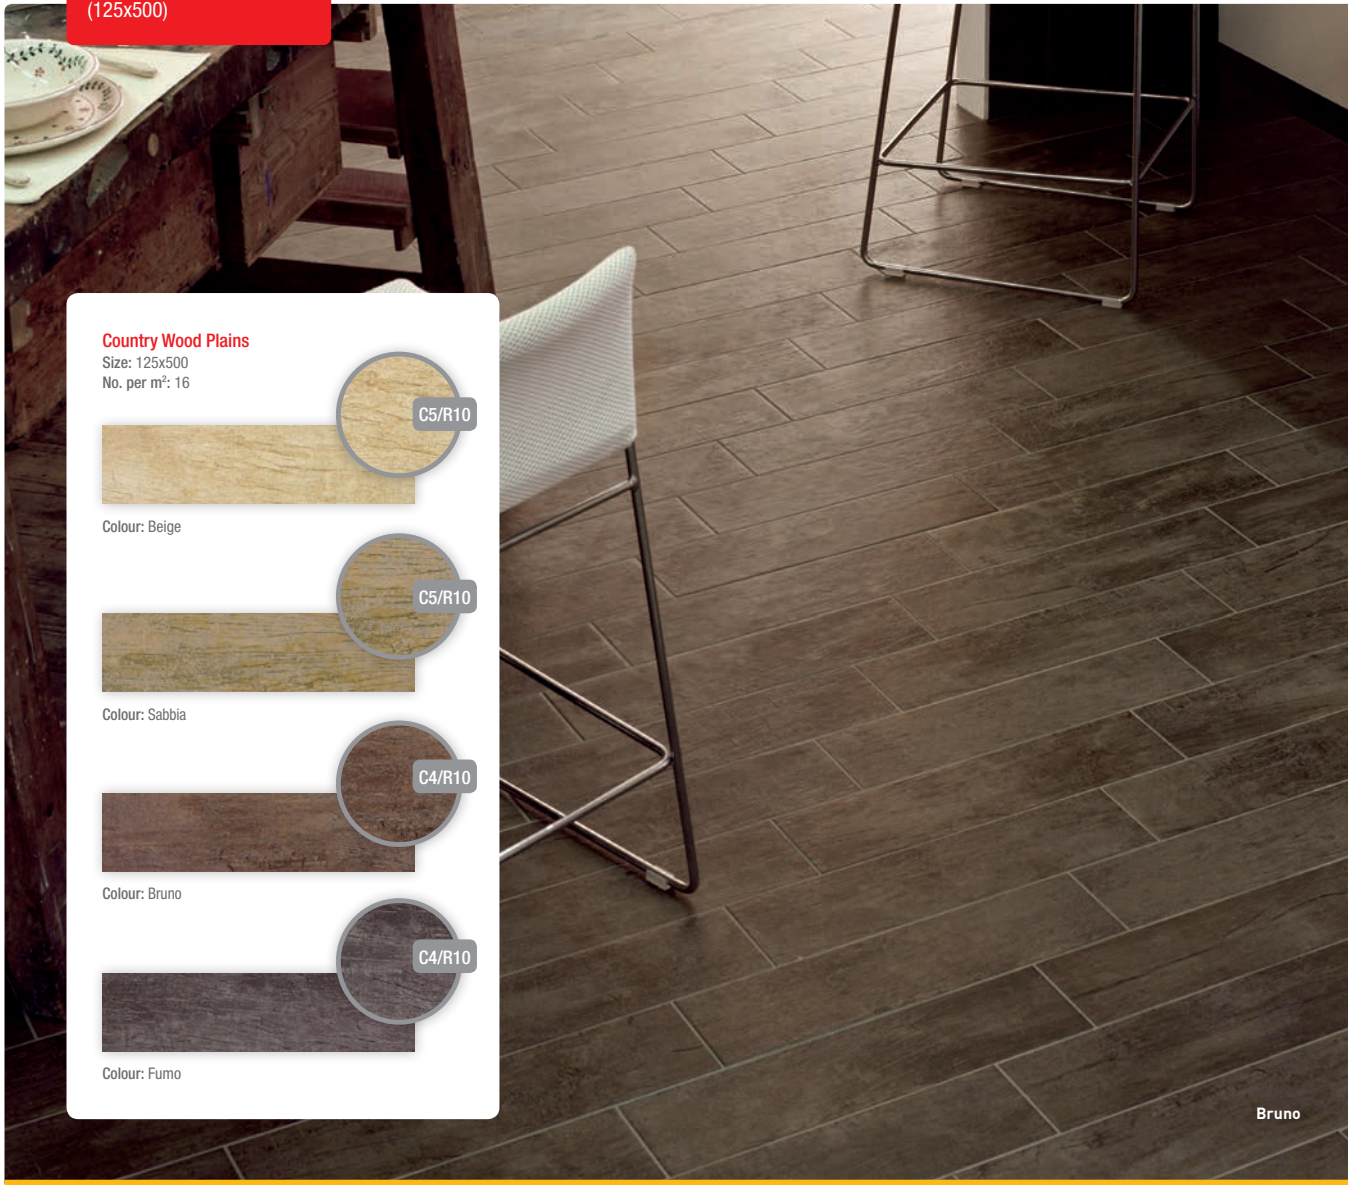 (125x500)
Country Wood Plains
Size: 125x500
No. per m²: 16
C5/R10
Colour: Beige
C5/R10
Colour: Sabbia
C4/R10
Colour: Bruno
C4/R10
Colour: Fumo
Bruno